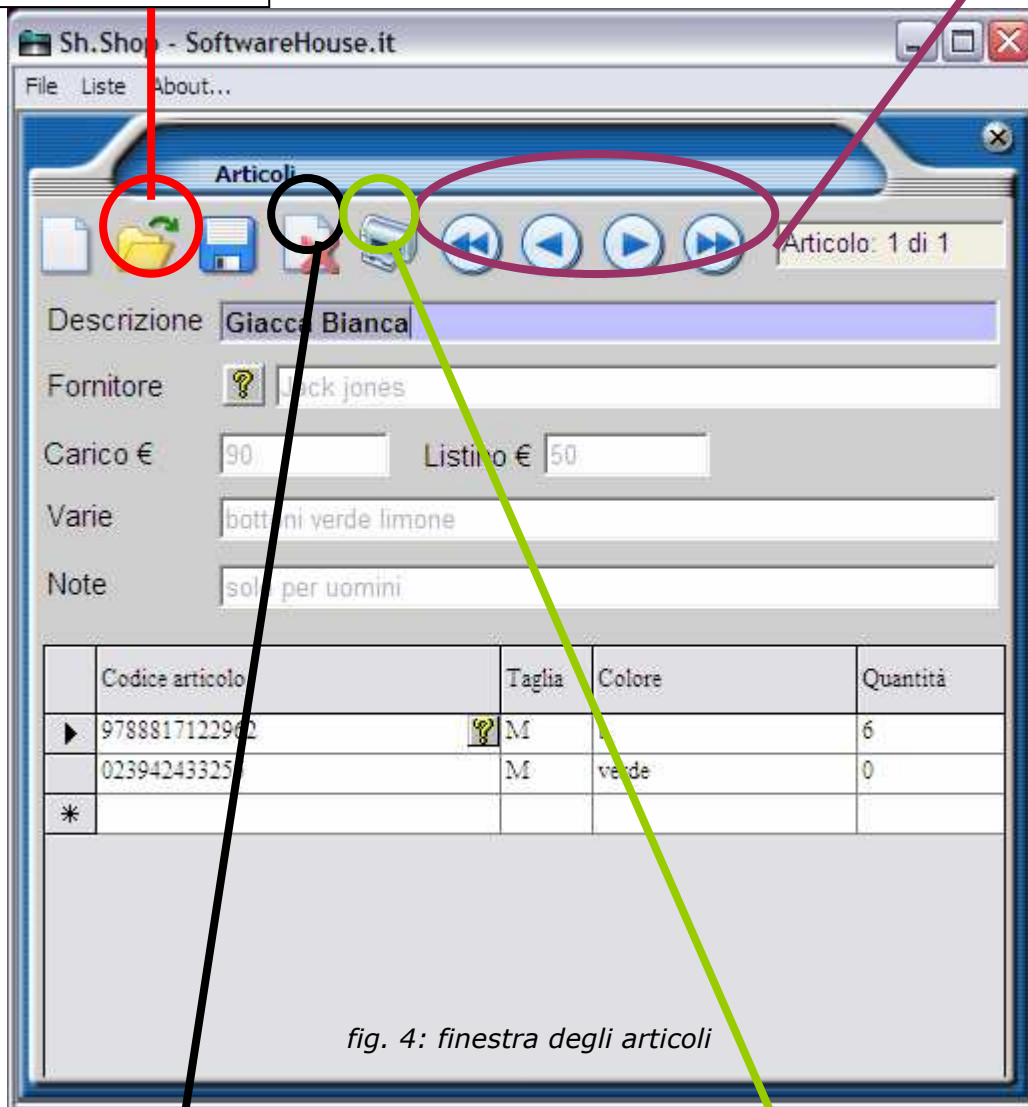 Sh.Shop - SoftwareHouse.it
File Liste About...
Articoli
Articolo: 1 di 1
Descrizione Giacca Bianca
Fornitore Jack jones
Carico € 90 Listino € 50
Varie bottoni verde limone
Note solo per uomini
Codice articolo Taglia Colore Quantità
9788817122962 M 6
023942433255 M verde 0
fig. 4: finestra degli articoli